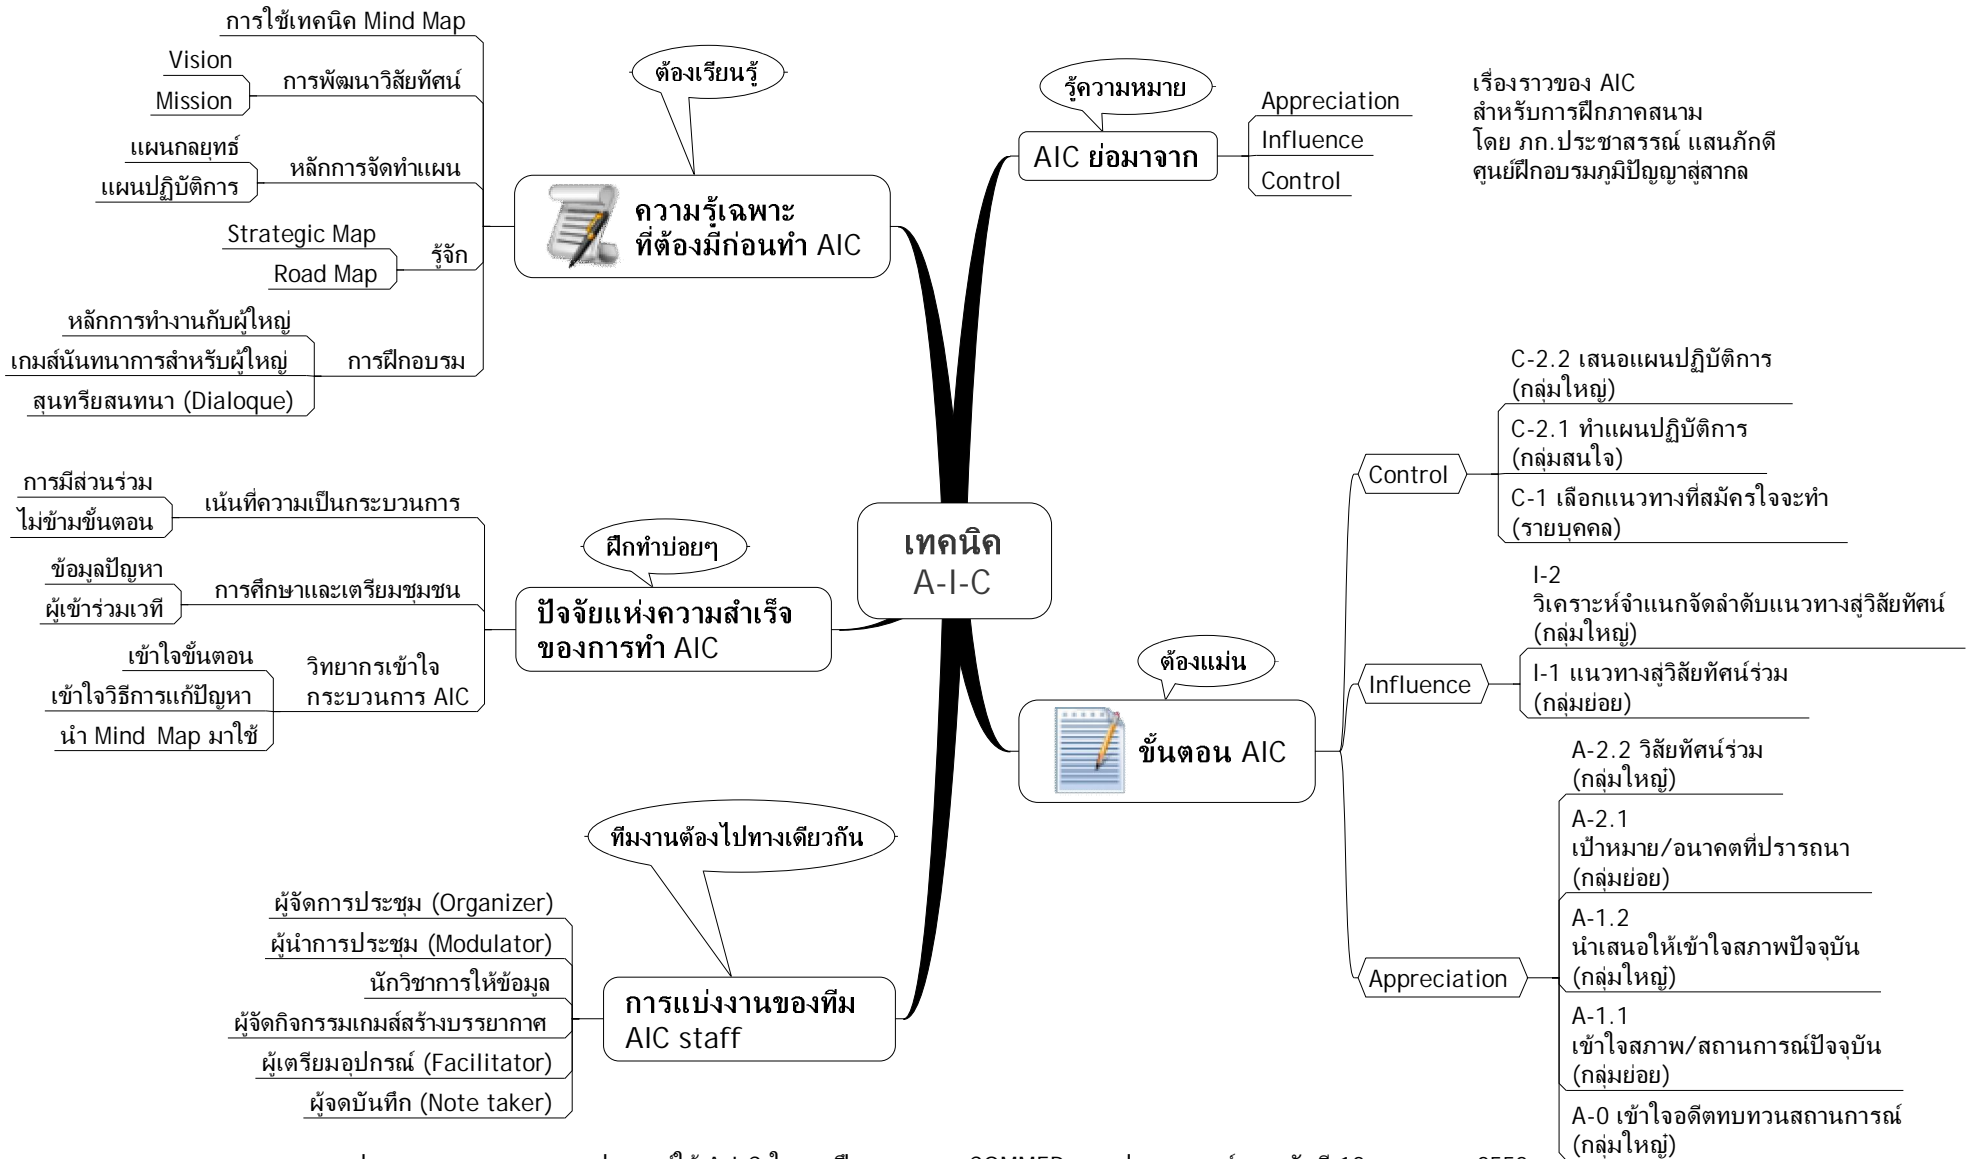 การใช้เทคนิค Mind Map
Vision
Mission
การพัฒนาวิสัยทัศน์
แผนกลยุทธ์
แผนปฏิบัติการ
หลักการจัดทำแผน
Strategic Map
Road Map
รู้จัก
หลักการทำงานกับผู้ใหญ่
เกมส์นันทนาการสำหรับผู้ใหญ่
สุนทรียสนทนา (Dialoque)
การฝึกอบรม
ต้องเรียนรู้
ความรู้เฉพาะ
ที่ต้องมีก่อนทำ AIC
รู้ความหมาย
AIC ย่อมาจาก
Appreciation
Influence
Control
เรื่องราวของ AIC
สำหรับการฝึกภาคสนาม
โดย ภก.ประชาสรรณ์ แสนภักดี
ศูนย์ฝึกอบรมภูมิปัญญาสู่สากล
การมีส่วนร่วม
ไม่ข้ามขั้นตอน
เน้นที่ความเป็นกระบวนการ
ข้อมูลปัญหา
ผู้เข้าร่วมเวที
การศึกษาและเตรียมชุมชน
เข้าใจขั้นตอน
เข้าใจวิธีการแก้ปัญหา
นำ Mind Map มาใช้
วิทยากรเข้าใจ
กระบวนการ AIC
ฝึกทำบ่อยๆ
ปัจจัยแห่งความสำเร็จ
ของการทำ AIC
เทคนิค
A-I-C
ต้องแม่น
ขั้นตอน AIC
Control
C-2.2 เสนอแผนปฏิบัติการ
(กลุ่มใหญ่)
C-2.1 ทำแผนปฏิบัติการ
(กลุ่มสนใจ)
C-1 เลือกแนวทางที่สมัครใจจะทำ
(รายบุคคล)
Influence
I-2
วิเคราะห์จำแนกจัดลำดับแนวทางสู่วิสัยทัศน์
(กลุ่มใหญ่)
I-1 แนวทางสู่วิสัยทัศน์ร่วม
(กลุ่มย่อย)
Appreciation
A-2.2 วิสัยทัศน์ร่วม
(กลุ่มใหญ่)
A-2.1
เป้าหมาย/อนาคตที่ปรารถนา
(กลุ่มย่อย)
A-1.2
นำเสนอให้เข้าใจสภาพปัจจุบัน
(กลุ่มใหญ่)
A-1.1
เข้าใจสภาพ/สถานการณ์ปัจจุบัน
(กลุ่มย่อย)
A-0 เข้าใจอดีตทบทวนสถานการณ์
(กลุ่มใหญ่)
ทีมงานต้องไปทางเดียวกัน
การแบ่งงานของทีม
AIC staff
ผู้จัดการประชุม (Organizer)
ผู้นำการประชุม (Modulator)
นักวิชาการให้ข้อมูล
ผู้จัดกิจกรรมเกมส์สร้างบรรยากาศ
ผู้เตรียมอุปกรณ์ (Facilitator)
ผู้จดบันทึก (Note taker)